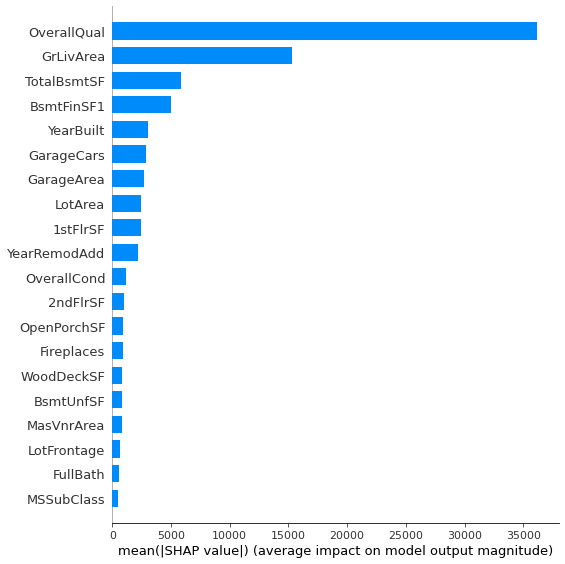 OverallQual
GrLivArea
TotalBsmtSF
BsmtFinSF1
YearBuilt
GarageCars
GarageArea
LotArea
1stFlrSF
YearRemodAdd
OverallCond
2ndFlrSF
OpenPorchSF
Fireplaces
WoodDeckSF
BsmtUnfSF
MasVnrArea
LotFrontage
FullBath
MSSubClass
0 5000 10000 15000 20000 25000 30000 35000
mean(|SHAP value|) (average impact on model output magnitude)